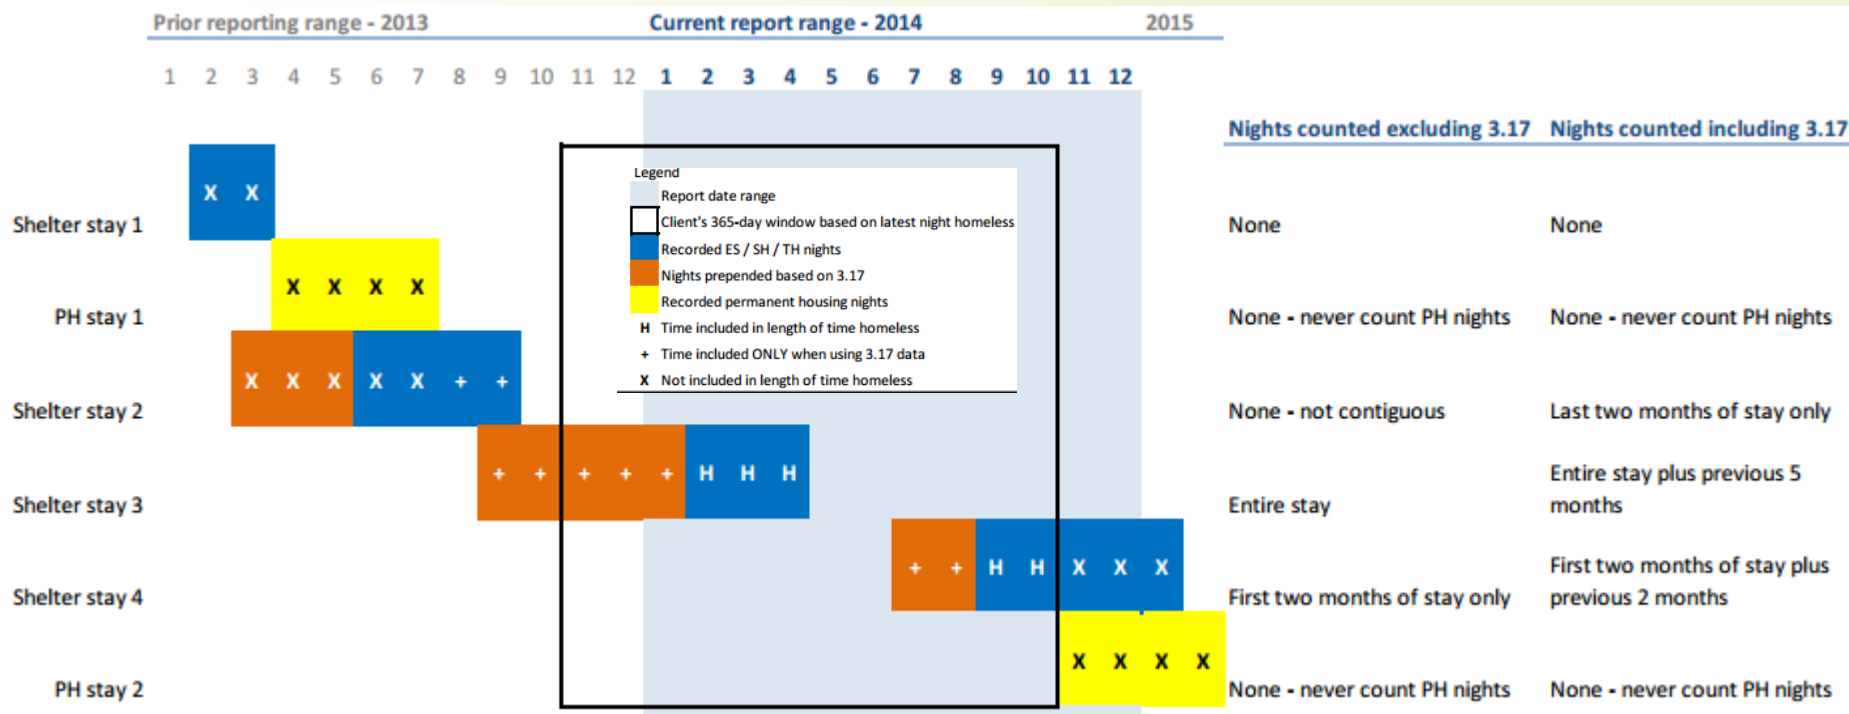 Prior reporting range - 2013 Current report range - 2014 2015
1 2 3 4 5 6 7 8 9 10 11 12 1 2 3 4 5 6 7 8 9 10 11 12
Nights counted excluding 3.17 Nights counted including 3.17
Legend
Report date range
Client's 365-day window based on latest night homeless
Recorded ES / SH / TH nights
Nights prepended based on 3.17
Recorded permanent housing nights
H Time included in length of time homeless
+ Time included ONLY when using 3.17 data
X Not included in length of time homeless
X X
Shelter stay 1 None None
X X X X
PH stay 1 None - never count PH nights None - never count PH nights
X X X X X + +
Shelter stay 2 None - not contiguous Last two months of stay only
+ + + + + H H H
Shelter stay 3 Entire stay Entire stay plus previous 5
months
+ + H H X X X
Shelter stay 4 First two months of stay only First two months of stay plus
previous 2 months
X X X X
PH stay 2 None - never count PH nights None - never count PH nights